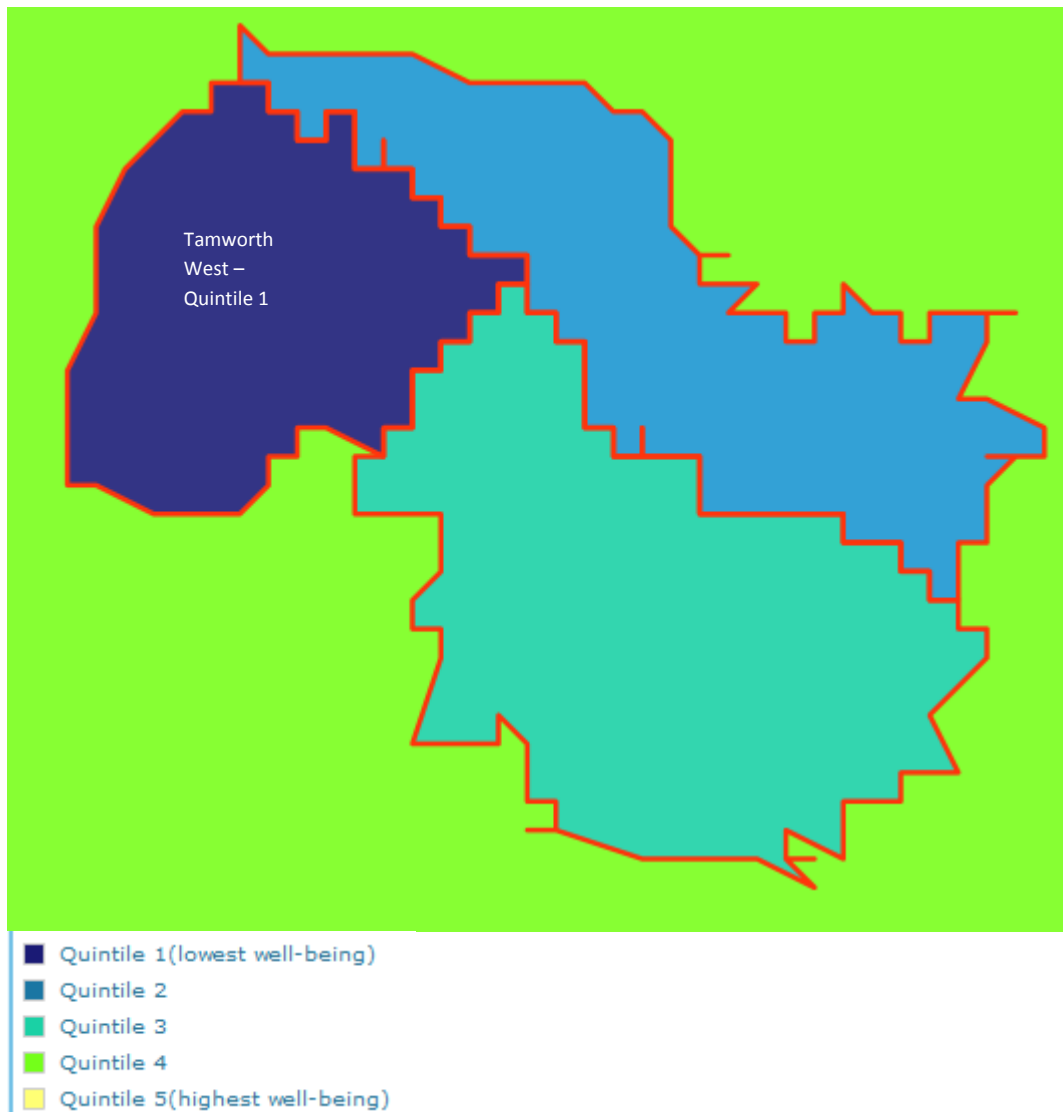 Tamworth
West –
Quintile 1
Quintile 1(lowest well-being)
Quintile 2
Quintile 3
Quintile 4
Quintile 5(highest well-being)